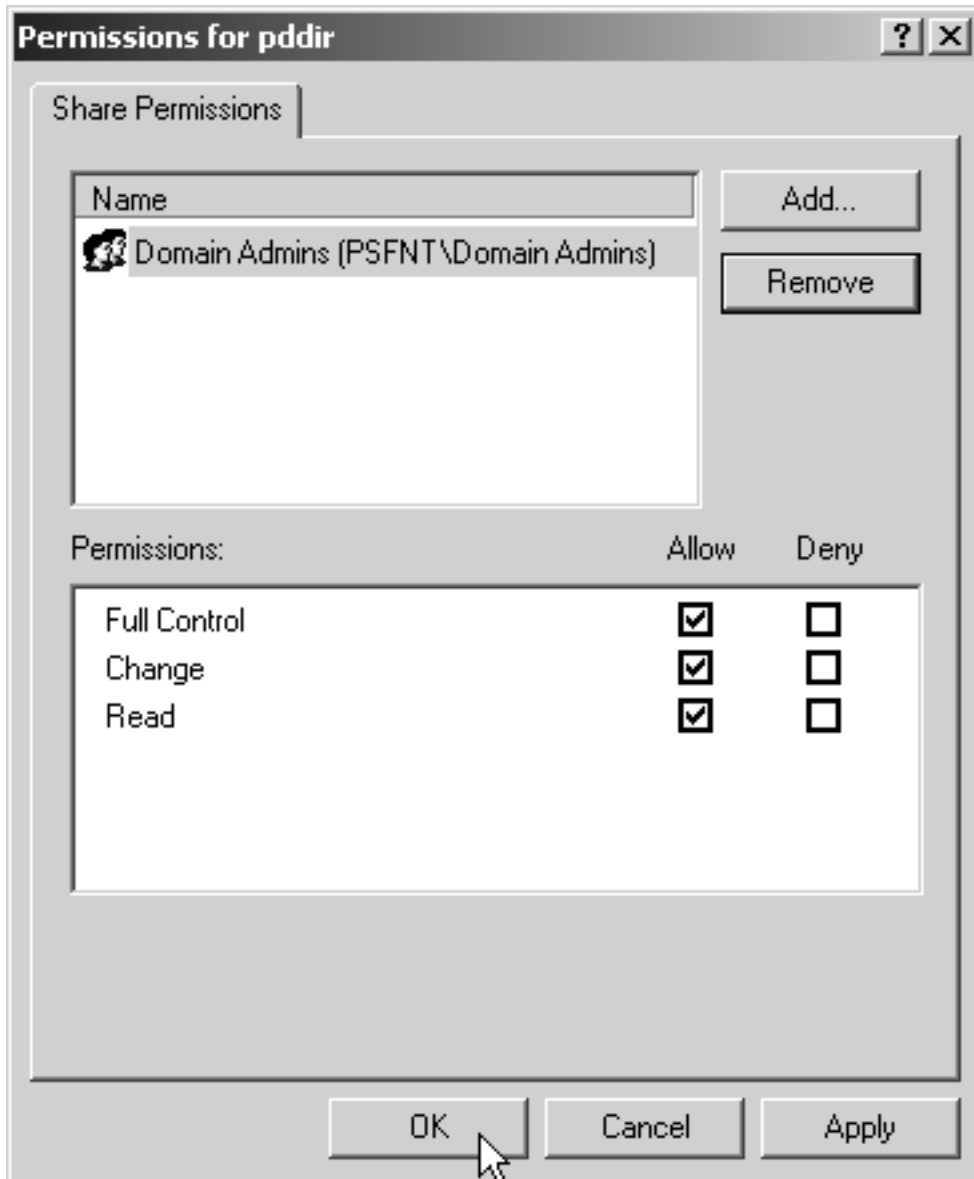 Permissions for pddir
Share Permissions
Name
Add...
Domain Admins (PSFNT\Domain Admins)
Remove
Permissions: Allow Deny
Full Control
Change
Read
OK Cancel Apply